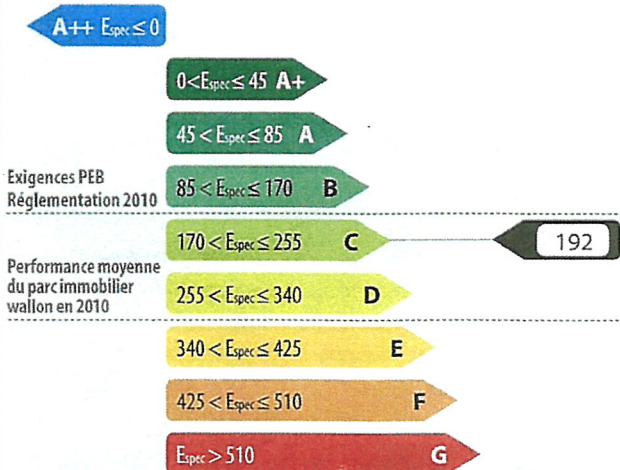 A++ Espec ≤ 0
0<Espec ≤ 45 A+
45 < Espec ≤ 85 A
Exigences PEB
Réglementation 2010
85 < Espec ≤ 170 B
170 < Espec ≤ 255 C
192
Performance moyenne
du parc immobilier
wallon en 2010
255 < Espec ≤ 340 D
340 < Espec ≤ 425 E
425 < Espec ≤ 510 F
Espec > 510 G